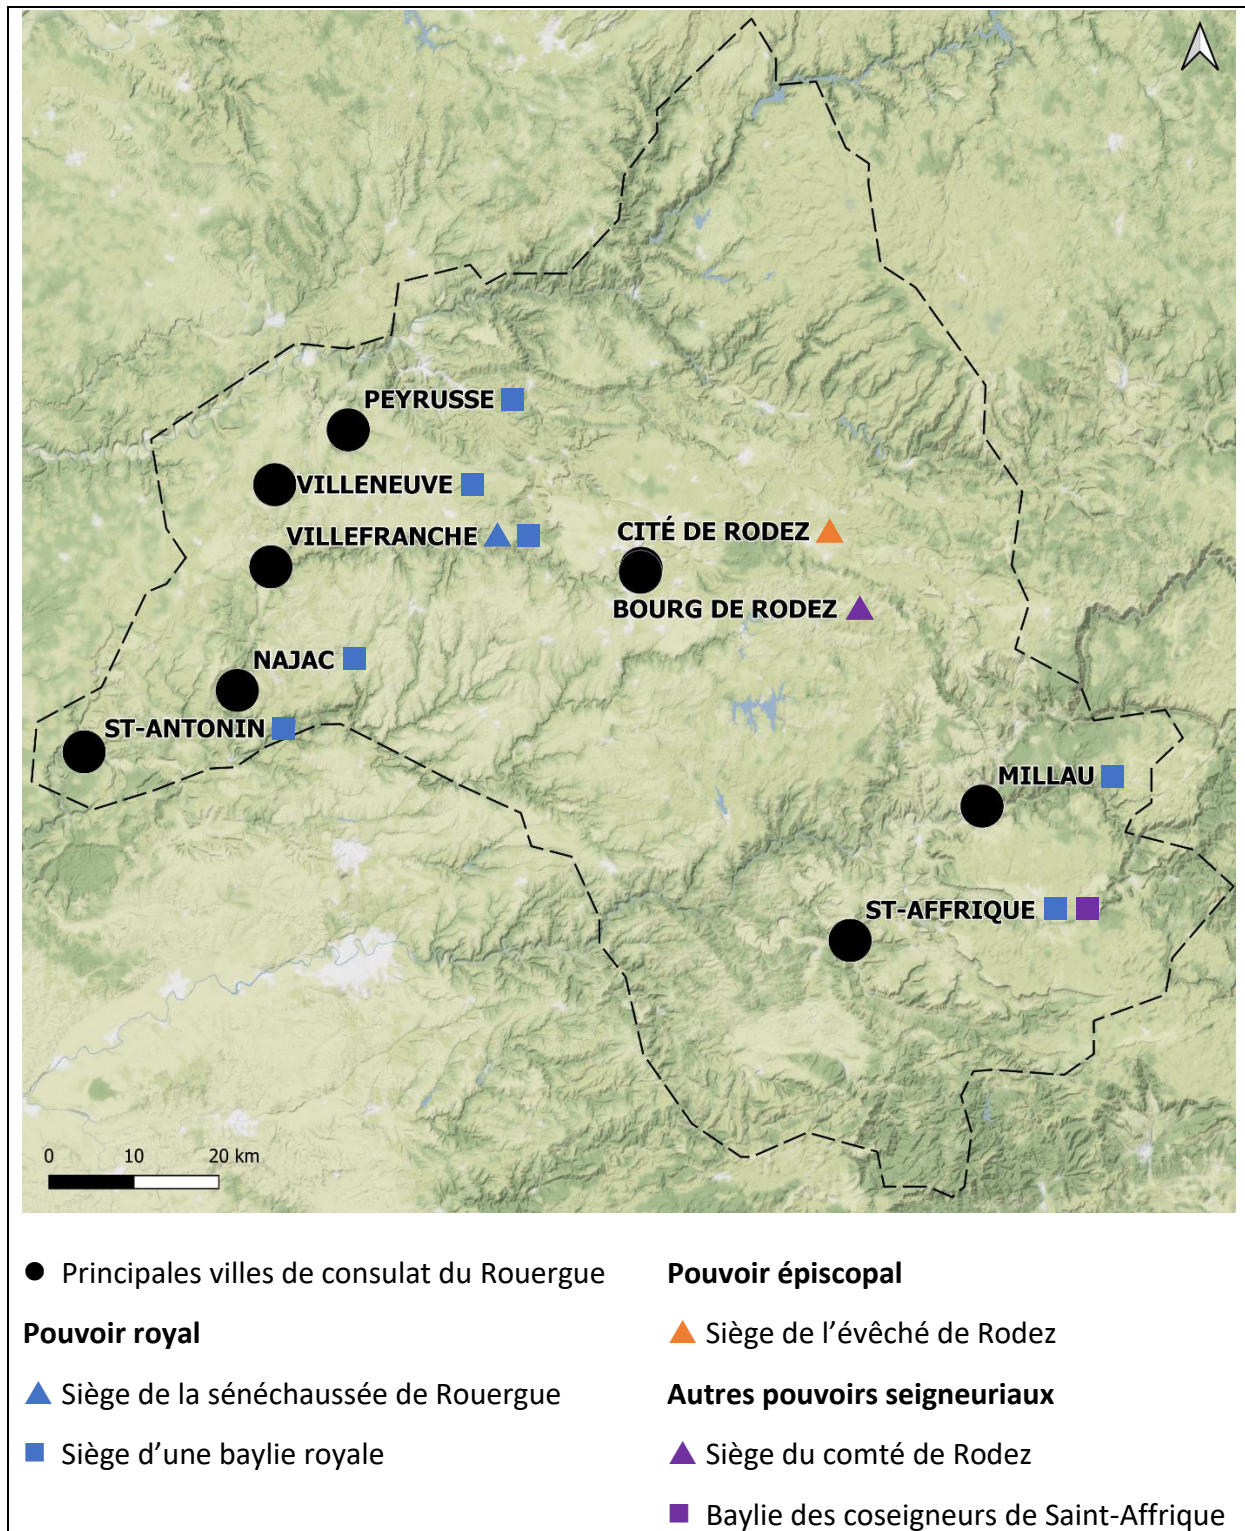 PEYRUSSE
VILLENEUVE
VILLEFRANCHE
CITÉ DE RODEZ
BOURG DE RODEZ
NAJAC
ST-ANTONIN
MILLAU
ST-AFFRIQUE
0 10 20 km
Principales villes de consulat du Rouergue
Pouvoir royal
Siège de la sénéchaussée de Rouergue
Siège d’une baylie royale
Pouvoir épiscopal
Siège de l’évêché de Rodez
Autres pouvoirs seigneuriaux
Siège du comté de Rodez
Baylie des coseigneurs de Saint-Affrique